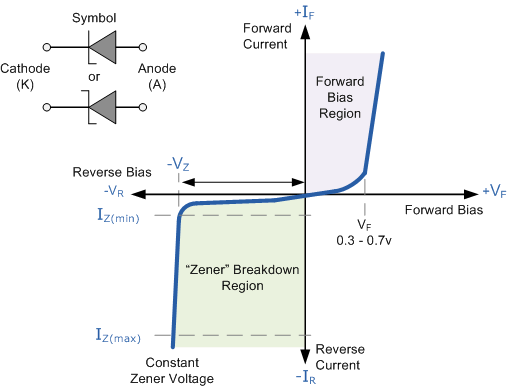 Symbol
Cathode
(K)
or
Anode
(A)
+IF
Forward
Current
Forward
Bias
Region
Reverse Bias
-VZ
-VR
+VF
Forward Bias
IZ(min)
VF
0.3 - 0.7v
“Zener” Breakdown
Region
IZ(max)
Constant
Zener Voltage
Reverse
Current
-IR